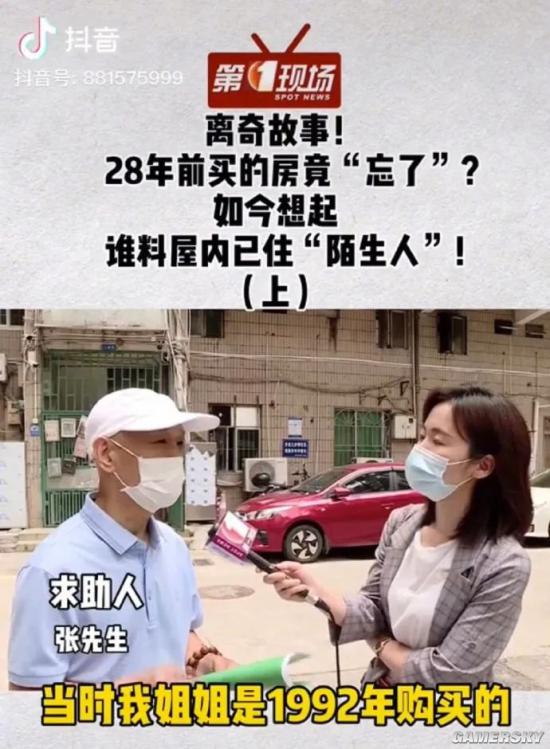 抖音
抖音号: 881575999
第1现场
SPOT NEWS
离奇故事!
28年前买的房竟“忘了”?
如今想起
谁料屋内已住“陌生人”!
(上)
求助人
张先生
当时我姐姐是1992年购买的
GAMERSKY